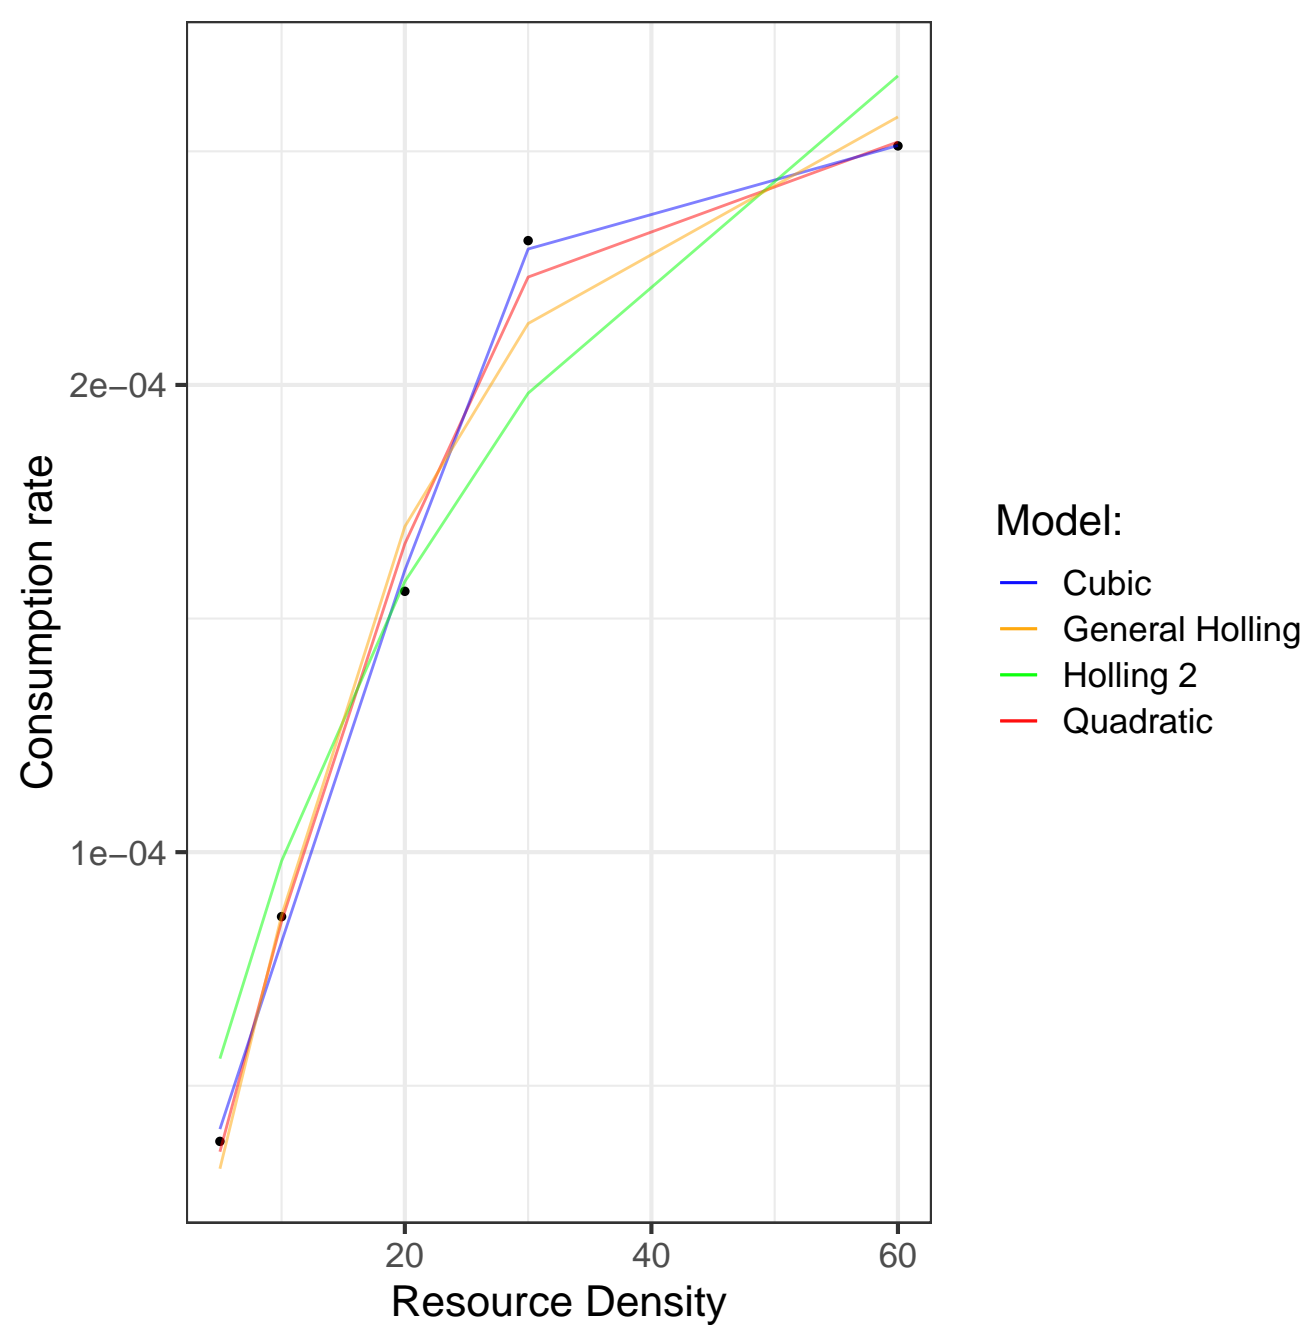 Consumption rate
2e−04
1e−04
20
40
60
Resource Density
Model:
Cubic
General Holling
Holling 2
Quadratic